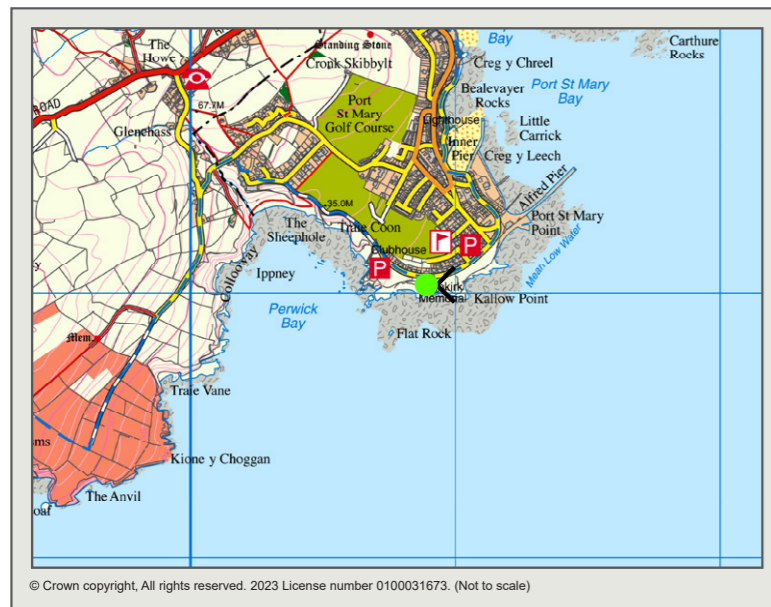 The
Howe
Standing Stone
Cronk Skibbylt
Bay
Creg y Chreel
Carthure
Rocks
Port St Mary
Bay
Bealevayer
Rocks
ROAD
67.7M
Port
St Mary
Golf Course
Lighthouse
Little
Carrick
Glenchass
Inner
Pier
Creg y Leech
Alfred Pier
35.0M
The
Sheephole
Traie Coon
Port St Mary
Point
Clubhouse
P
P
Mean Low Water
Collooway
Ippney
Perwick
Bay
Memorial
Kallow Point
Flat Rock
Mem.
Traie Vane
Kione y Choggan
The Anvil
© Crown copyright, All rights reserved. 2023 License number 0100031673. (Not to scale)